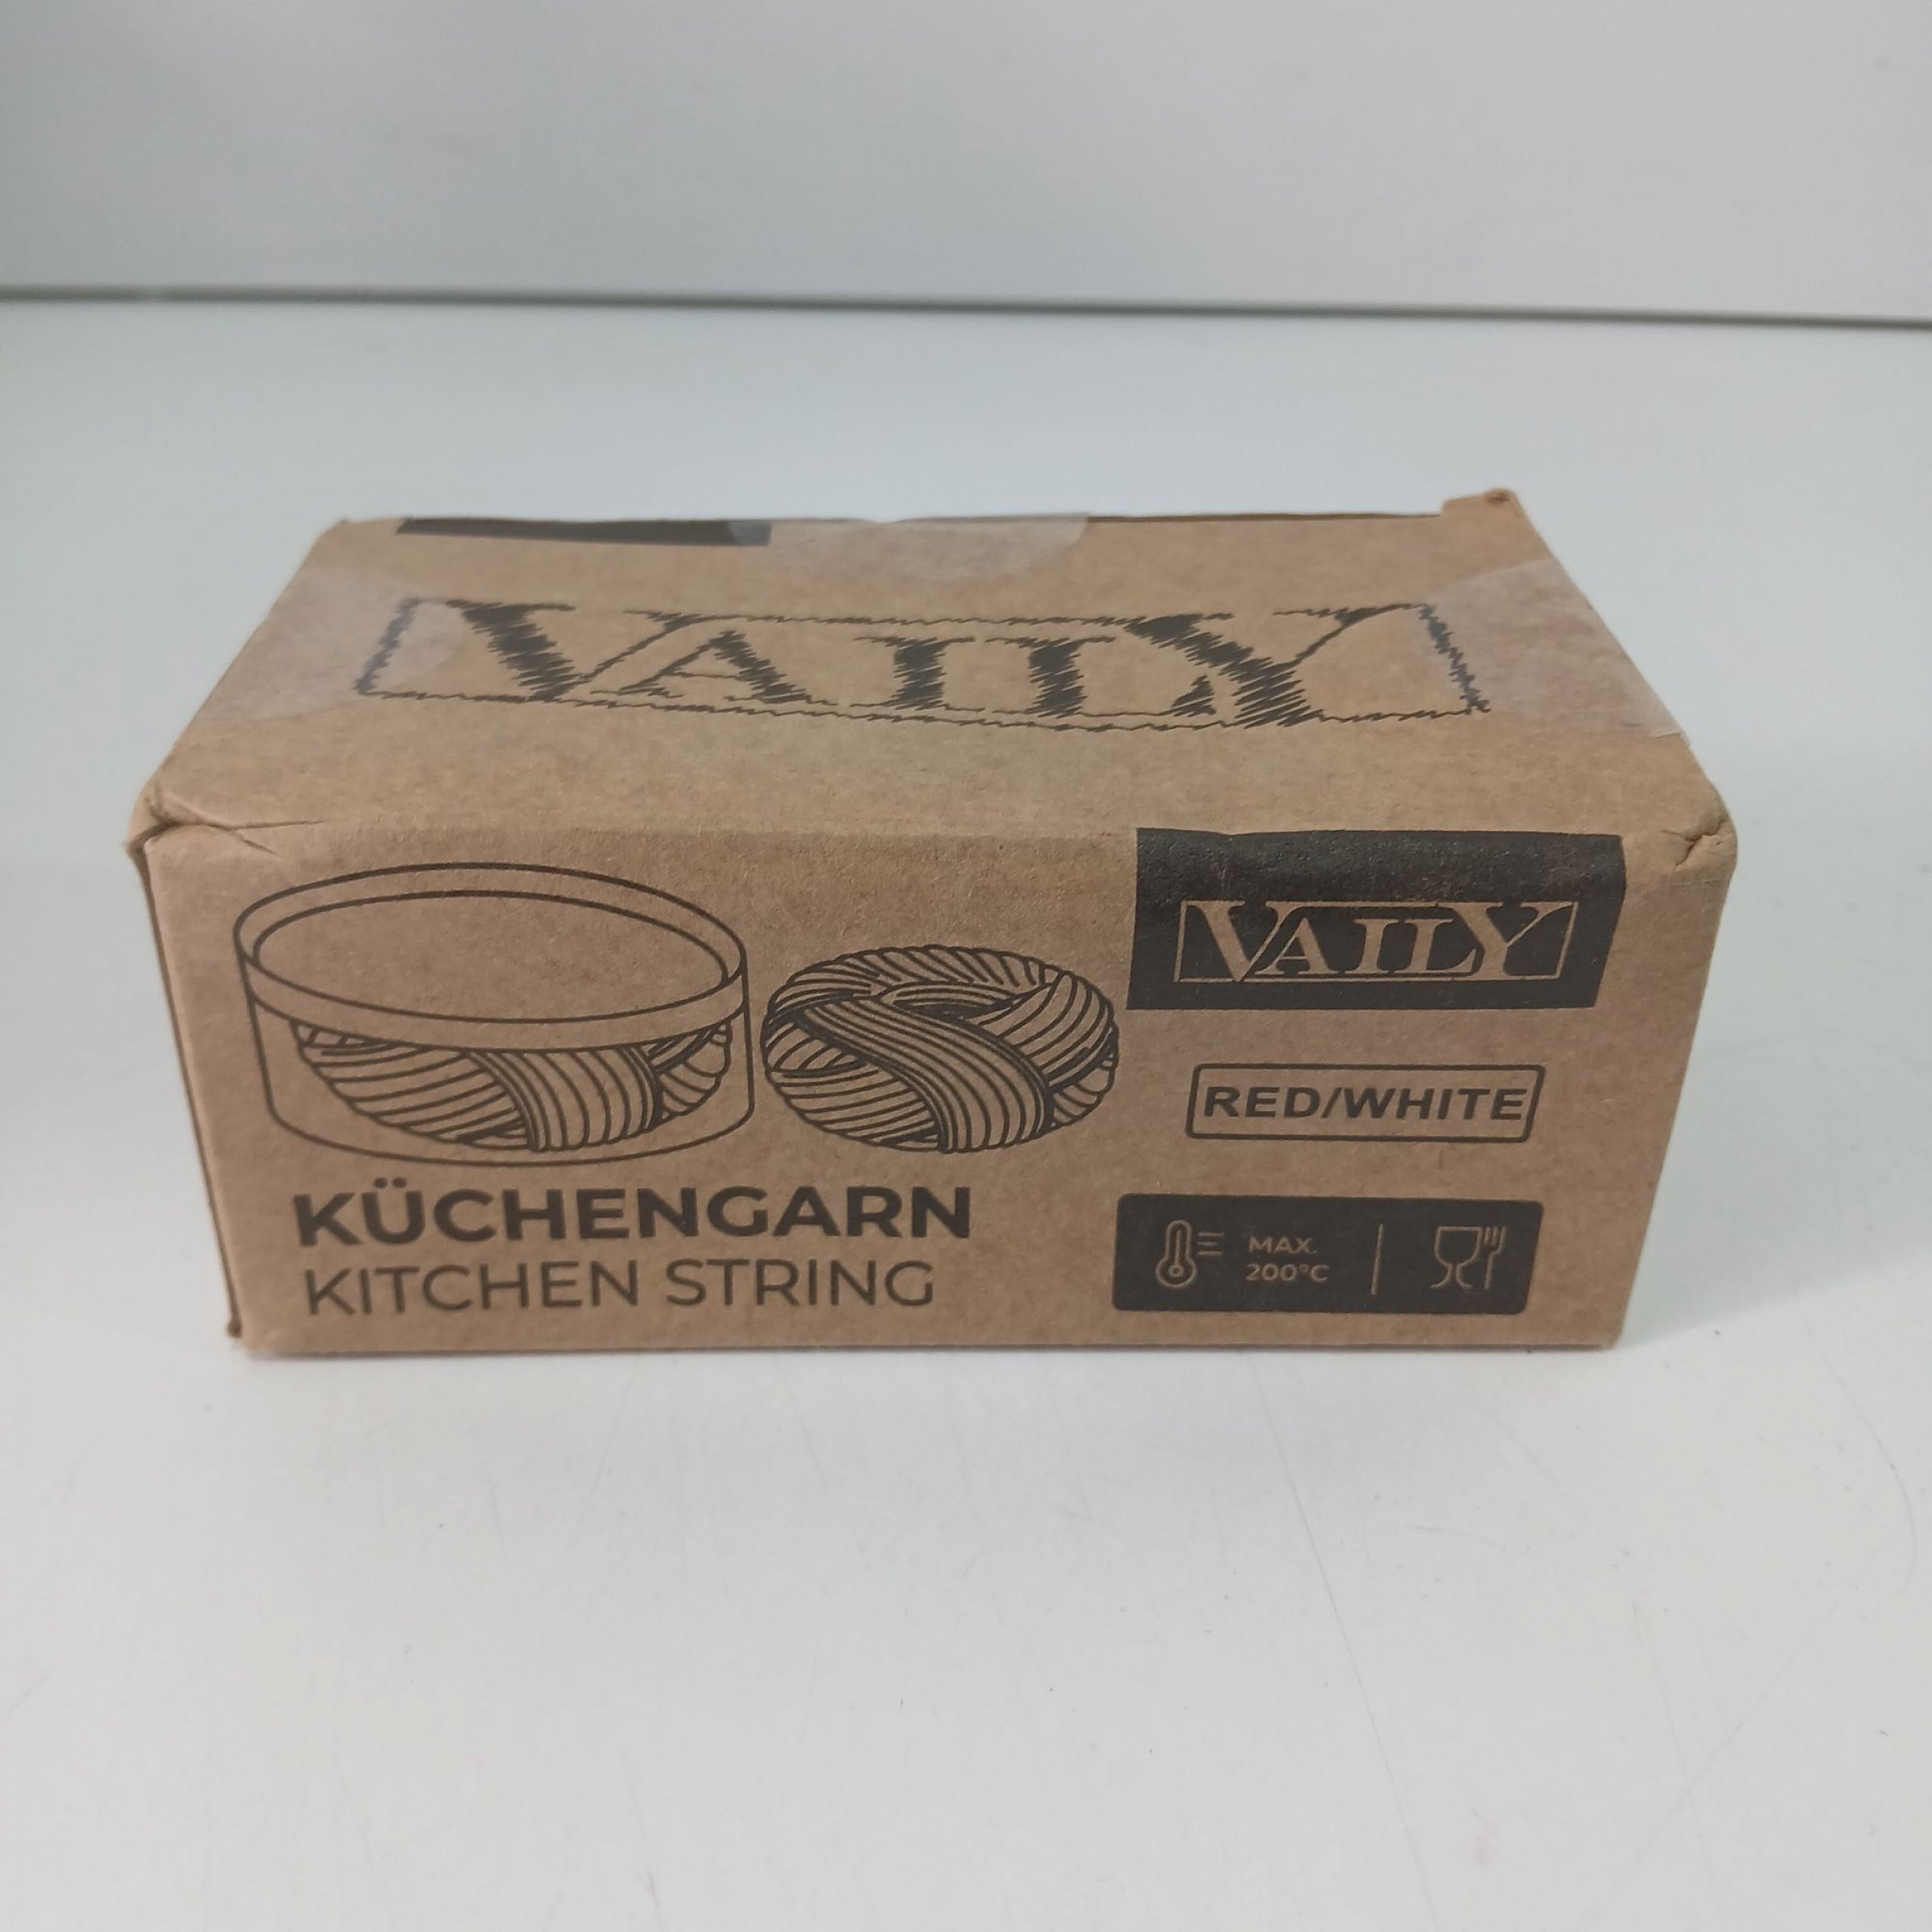 VAILY
VAILY
RED/WHITE
KÜCHENGARN
KITCHEN STRING
MAX.
200°C